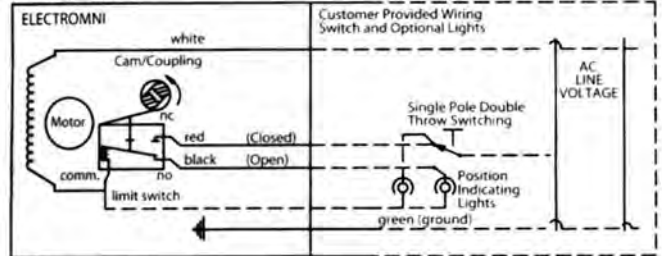 ELECTROMNI
Customer Provided Wiring
Switch and Optional Lights
white
Cam/Coupling
AC
LINE
VOLTAGE
Motor
nc
Single Pole Double
Throw Switching
red
(Closed)
black
(Open)
comm.
no
limit switch
Position
Indicating
Lights
green (ground)